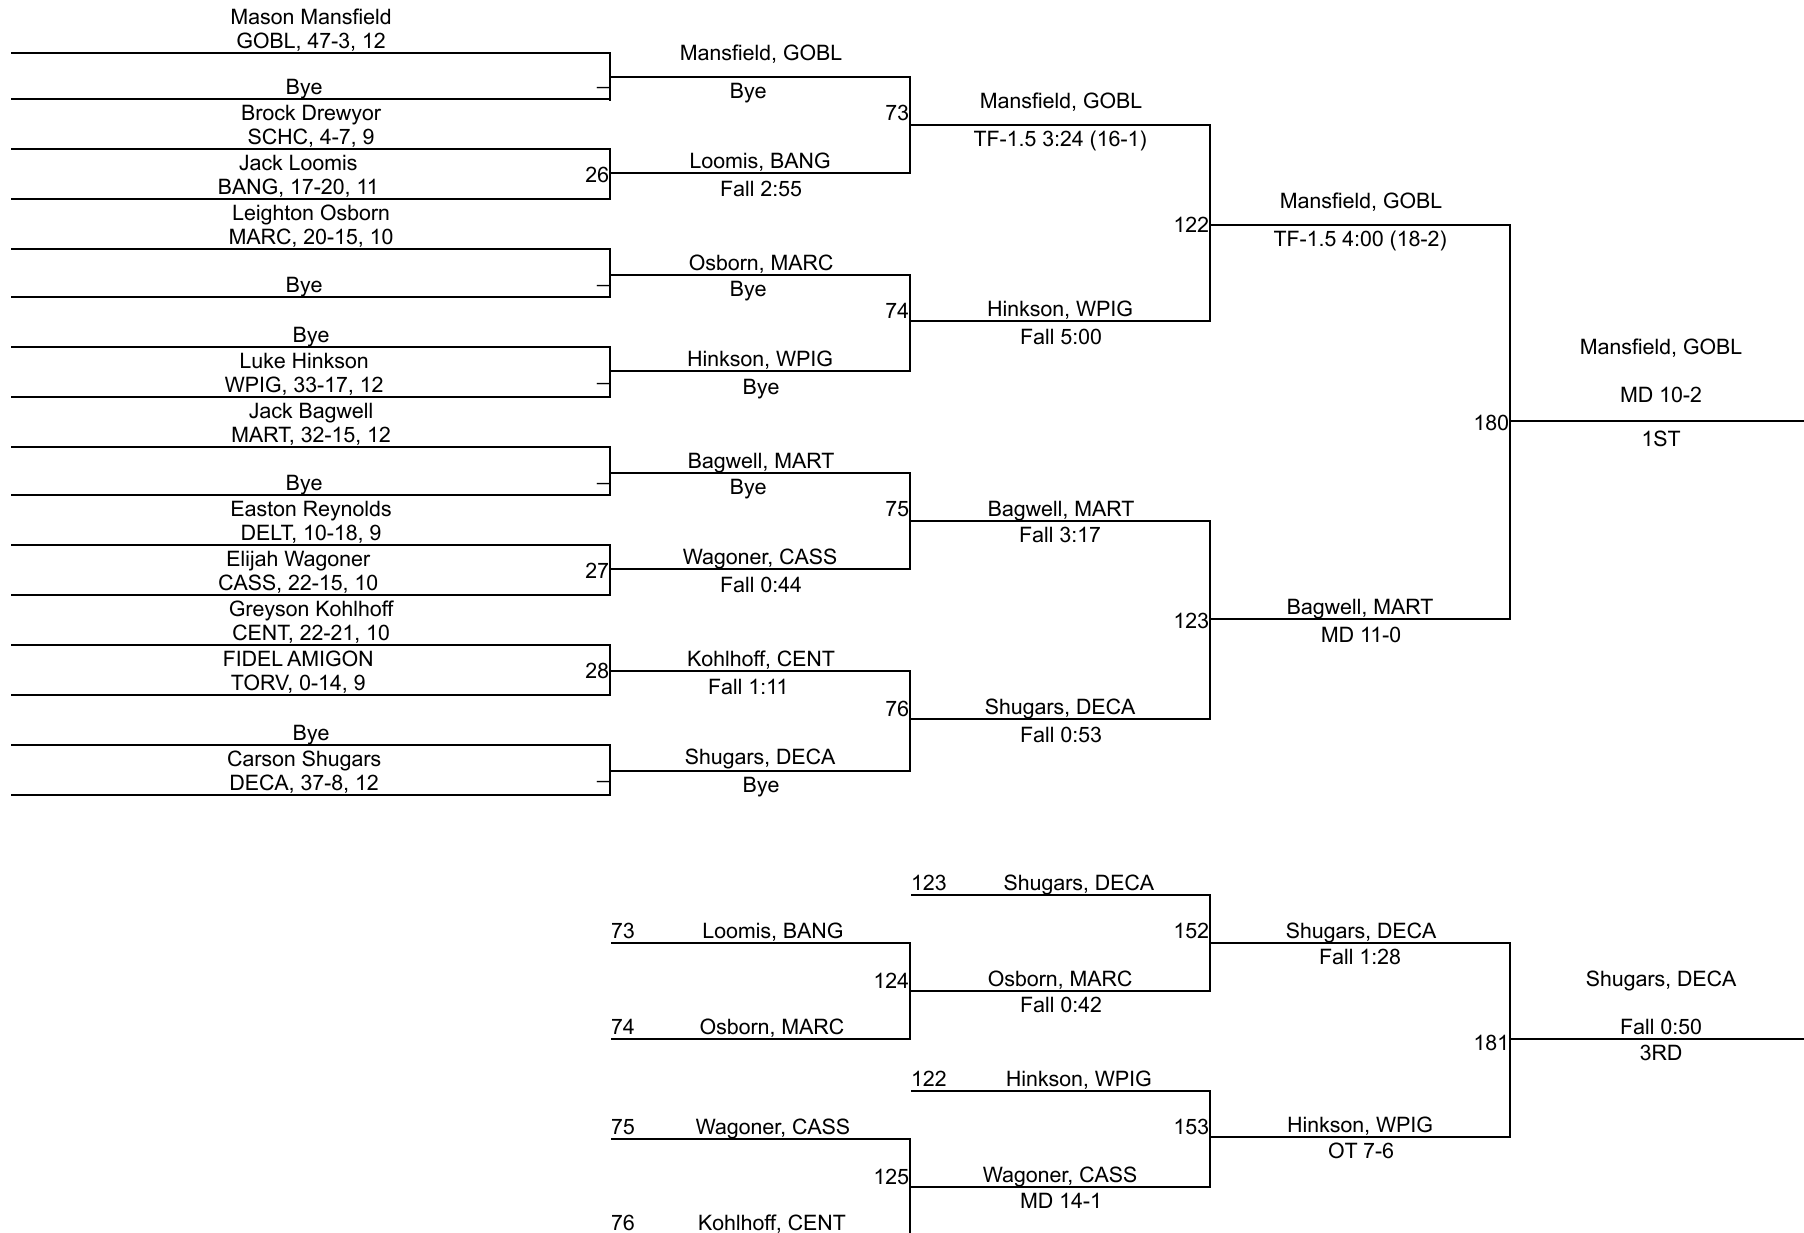 Mason Mansfield
GOBL, 47-3, 12
Bye
Brock Drewyor
SCHC, 4-7, 9
Jack Loomis
BANG, 17-20, 11
26
Leighton Osborn
MARC, 20-15, 10
Bye
Bye
Luke Hinkson
WPIG, 33-17, 12
Jack Bagwell
MART, 32-15, 12
Bye
Easton Reynolds
DELT, 10-18, 9
Elijah Wagoner
CASS, 22-15, 10
27
Greyson Kohlhoff
CENT, 22-21, 10
FIDEL AMIGON
TORV, 0-14, 9
28
Bye
Carson Shugars
DECA, 37-8, 12
Mansfield, GOBL
Bye
73
Loomis, BANG
Fall 2:55
Osborn, MARC
Bye
74
Hinkson, WPIG
Bye
Bagwell, MART
Bye
75
Wagoner, CASS
Fall 0:44
Kohlhoff, CENT
Fall 1:11
76
Shugars, DECA
Bye
Mansfield, GOBL
TF-1.5 3:24 (16-1)
122
Hinkson, WPIG
Fall 5:00
Bagwell, MART
Fall 3:17
123
Shugars, DECA
Fall 0:53
Mansfield, GOBL
TF-1.5 4:00 (18-2)
180
Bagwell, MART
MD 11-0
Mansfield, GOBL
MD 10-2
1ST
123 Shugars, DECA
73 Loomis, BANG
152
Shugars, DECA
Fall 1:28
124
Osborn, MARC
Fall 0:42
74 Osborn, MARC
Shugars, DECA
Fall 0:50
181
3RD
122 Hinkson, WPIG
75 Wagoner, CASS
153
Hinkson, WPIG
OT 7-6
125
Wagoner, CASS
MD 14-1
76 Kohlhoff, CENT